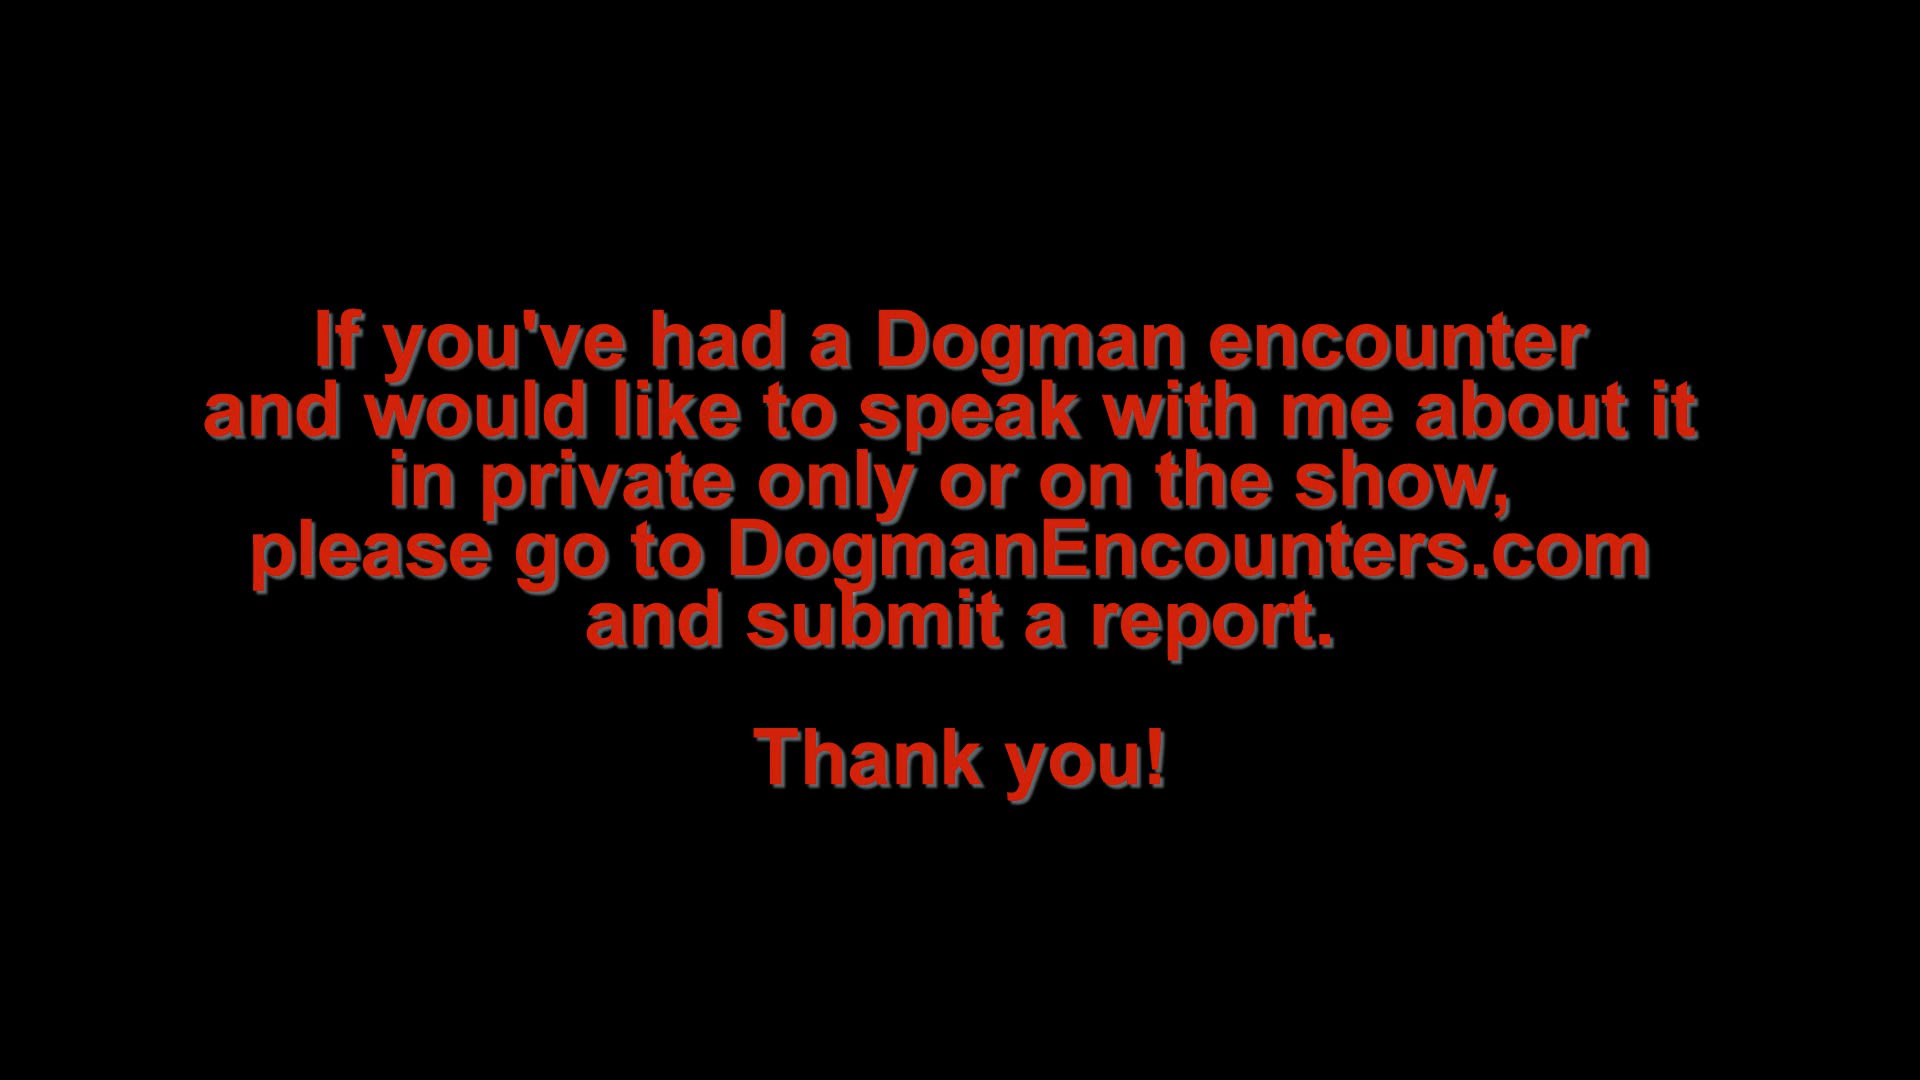 If you've had a Dogman encounter
and would like to speak with me about it
in private only or on the show,
please go to DogmanEncounters.com
and submit a report.
Thank you!